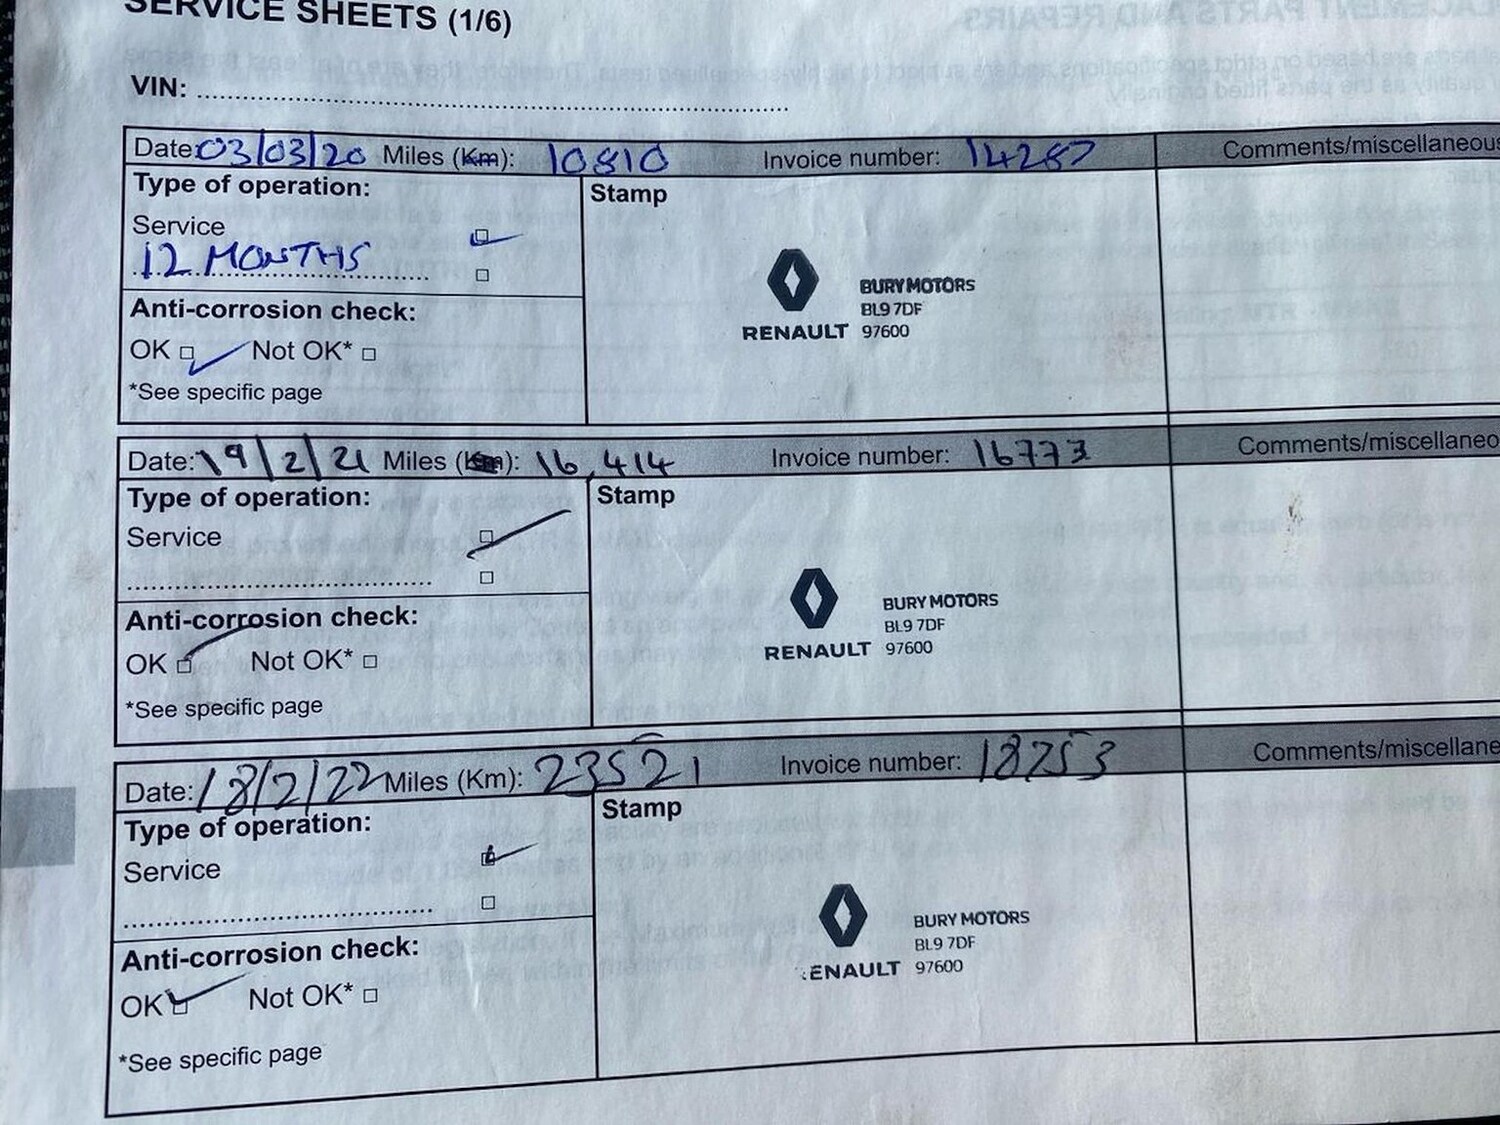 SERVICE SHEETS (1/6)
VIN: ................................................................
Date: 03/03/20 Miles (Km): 10810 Invoice number: 14287 Comments/miscellaneous
Type of operation: Stamp
Service
12 MONTHS
BURY MOTORS
BL9 7DF
RENAULT 97600
Anti-corrosion check:
OK Not OK*
*See specific page
Date: 19/2/21 Miles (Km): 16,414 Invoice number: 16773 Comments/miscellaneo
Type of operation: Stamp
Service
BURY MOTORS
BL9 7DF
RENAULT 97600
Anti-corrosion check:
OK Not OK*
*See specific page
Date: 18/2/22 Miles (Km): 23521 Invoice number: 18753 Comments/miscellane
Type of operation: Stamp
Service
BURY MOTORS
BL9 7DF
ENAULT 97600
Anti-corrosion check:
OK Not OK*
*See specific page